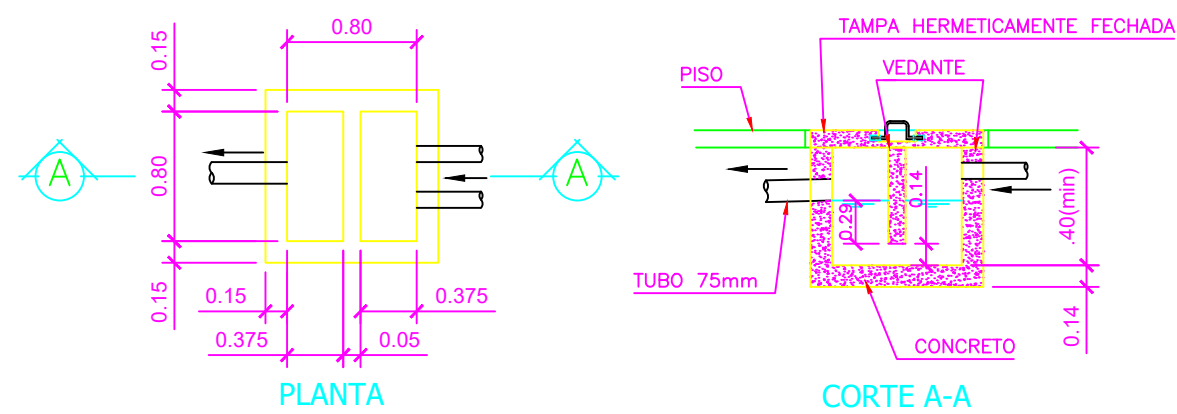 0.80
0.15
0.80
0.15
A
A
0.15
0.375
0.375
0.05
PLANTA
TAMPA HERMETICAMENTE FECHADA
VEDANTE
PISO
0.14
0.29
.40(min)
TUBO 75mm
0.14
CONCRETO
CORTE A-A